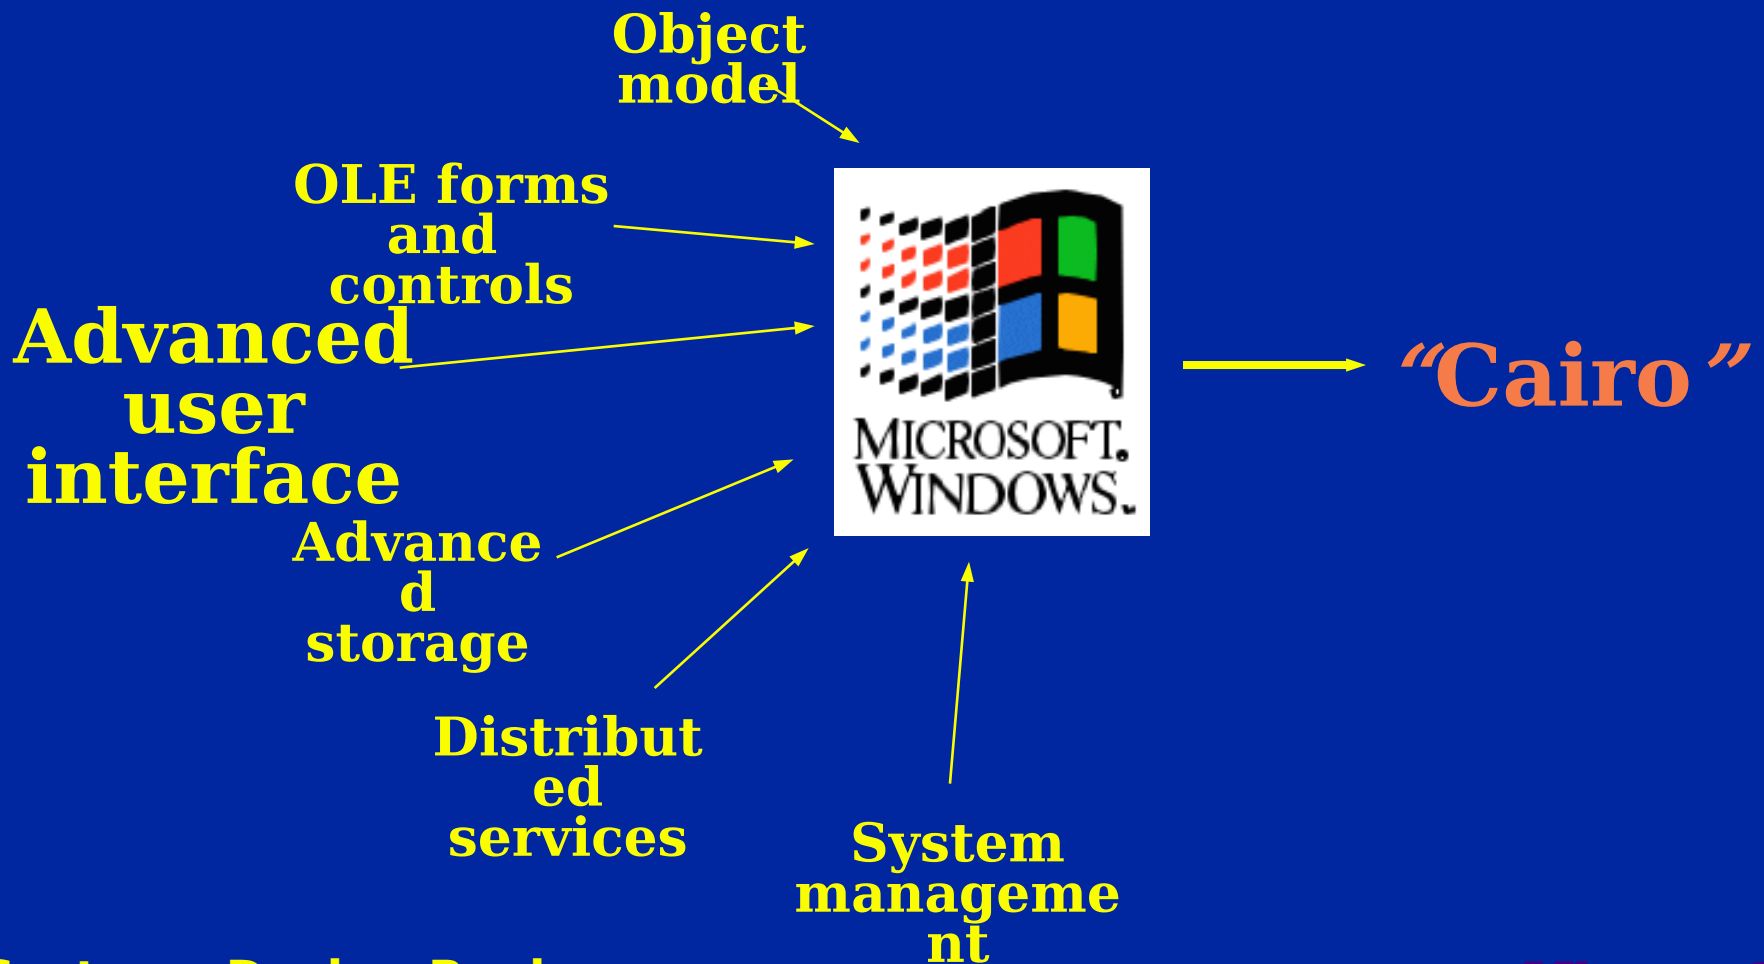 Object
model
OLE forms
and
controls
Advanced
user
interface
Advance
d
storage
Distribut
ed
services
System
manageme
nt
MICROSOFT.
WINDOWS.
“Cairo”